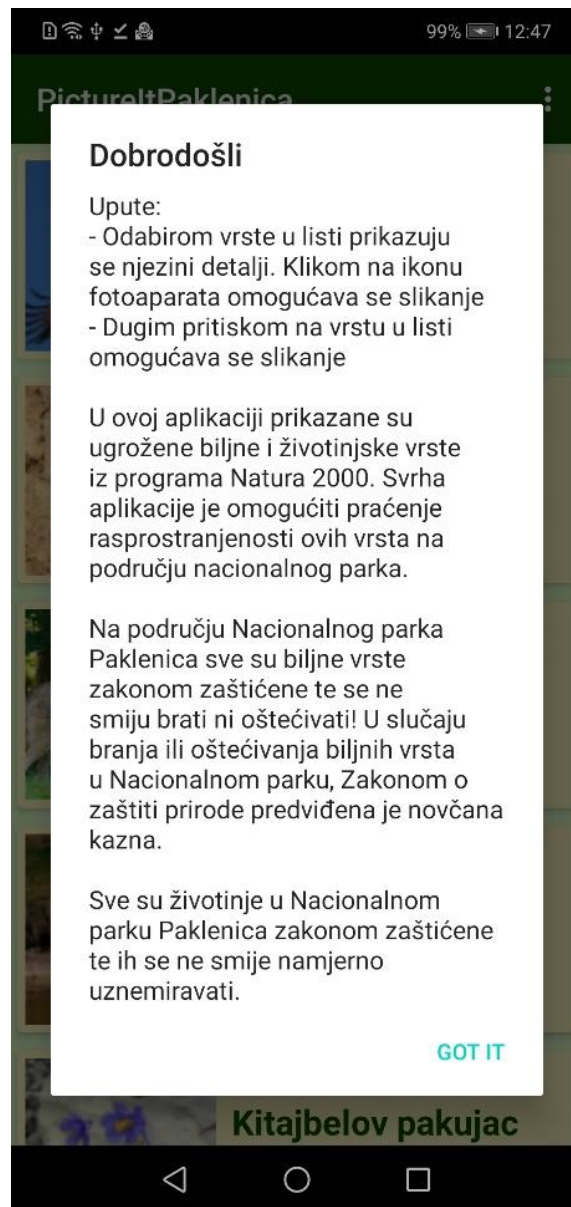 99% 12:47
PictureItPaklenica
Dobrodošli
Upute:
- Odabirom vrste u listi prikazuju
se njezini detalji. Klikom na ikonu
fotoaparata omogućava se slikanje
- Dugim pritiskom na vrstu u listi
omogućava se slikanje
U ovoj aplikaciji prikazane su
ugrožene biljne i životinjske vrste
iz programa Natura 2000. Svrha
aplikacije je omogućiti praćenje
rasprostranjenosti ovih vrsta na
području nacionalnog parka.
Na području Nacionalnog parka
Paklenica sve su biljne vrste
zakonom zaštićene te se ne
smiju brati ni oštećivati! U slučaju
branja ili oštećivanja biljnih vrsta
u Nacionalnom parku, Zakonom o
zaštiti prirode predviđena je novčana
kazna.
Sve su životinje u Nacionalnom
parku Paklenica zakonom zaštićene
te ih se ne smije namjerno
uznemiravati.
GOT IT
Kitajbelov pakujac